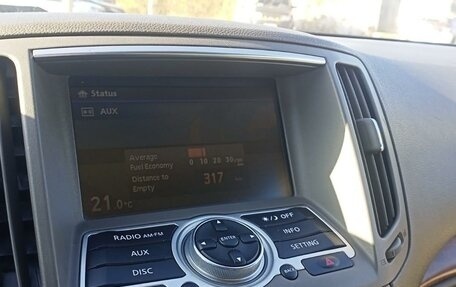 Status
AUX
Average
Fuel Economy 0 10 20 30
Distance to
Empty 317
21.0°C
RADIO AM·FM
AUX
DISC
ENTER
BACK
OFF
INFO
SETTING